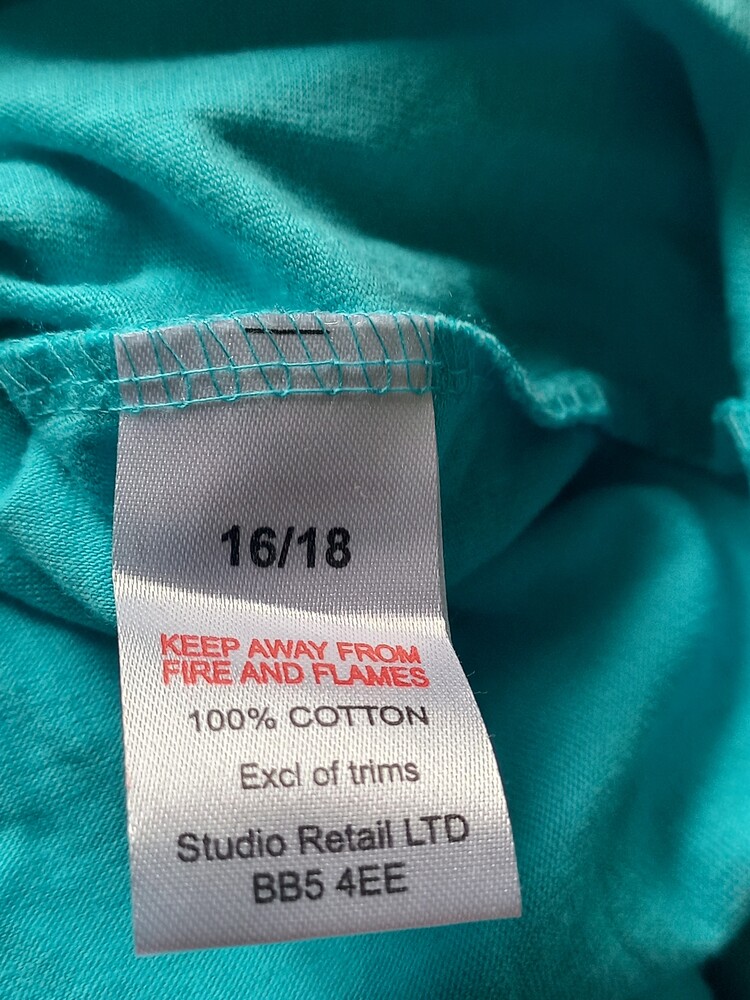 16/18
KEEP AWAY FROM
FIRE AND FLAMES
100% COTTON
Excl of trims
Studio Retail LTD
BB5 4EE